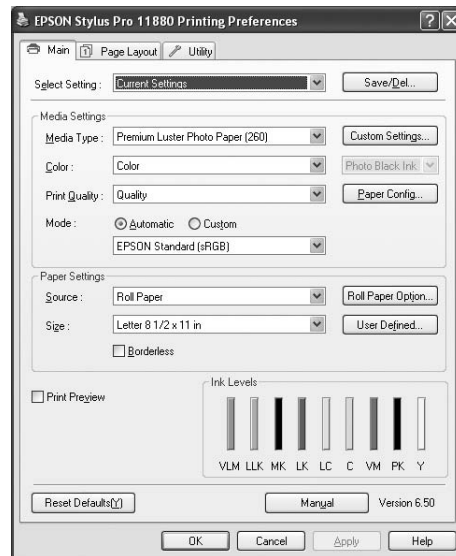 EPSON Stylus Pro 11880 Printing Preferences
Main Page Layout Utility
Select Setting : Current Settings Save/Del...
Media Settings
Media Type : Premium Luster Photo Paper (260) Custom Settings...
Color : Color Photo Black Ink
Print Quality : Quality Paper Config...
Mode : Automatic Custom
EPSON Standard (sRGB)
Paper Settings
Source : Roll Paper Roll Paper Option...
Size : Letter 8 1/2 x 11 in User Defined...
Borderless
Print Preview
Ink Levels
VLM LLK MK LK LC C VM PK Y
Reset Defaults(Y) Manual Version 6.50
OK Cancel Apply Help